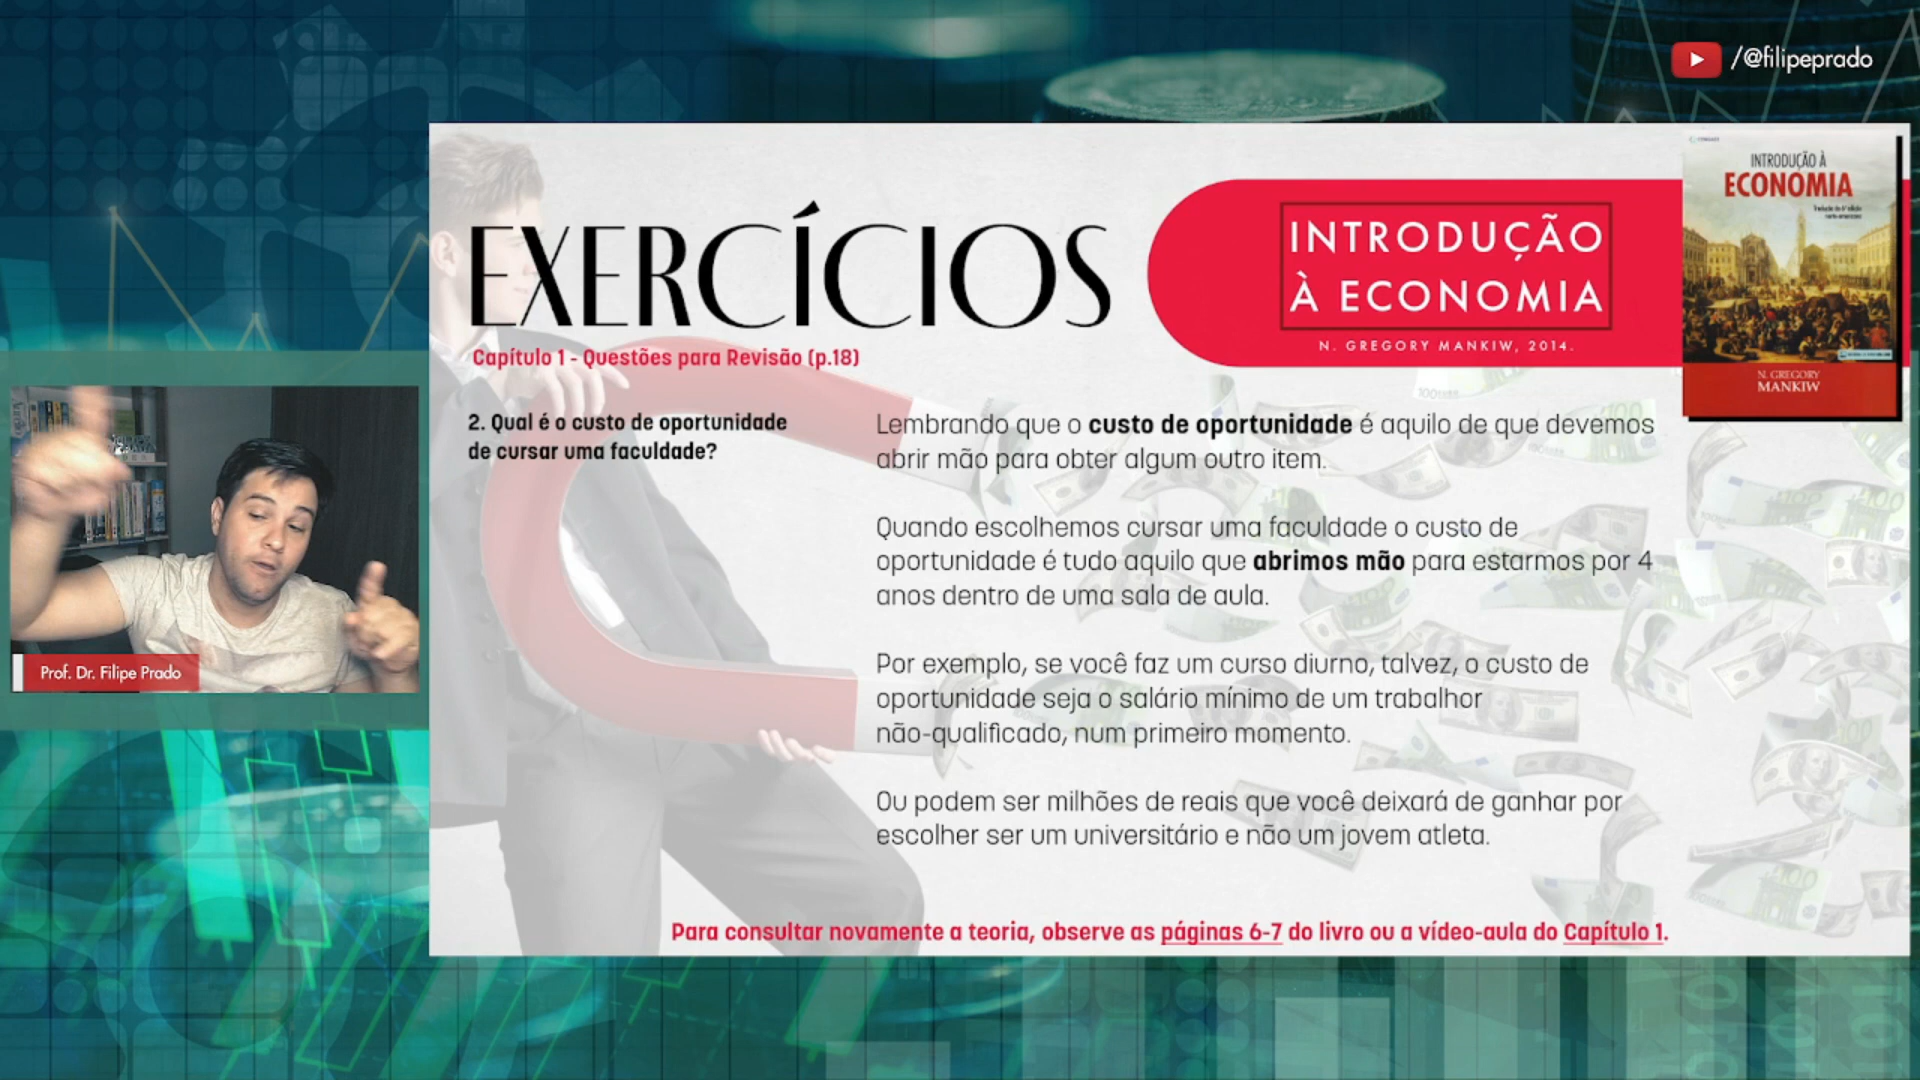 /@filipeprado
EXERCÍCIOS
Capítulo 1 - Questões para Revisão (p.18)
INTRODUÇÃO
À ECONOMIA
N. GREGORY MANKIW, 2014.
INTRODUÇÃO À
ECONOMIA
N. GREGORY
MANKIW
2. Qual é o custo de oportunidade
de cursar uma faculdade?
Lembrando que o custo de oportunidade é aquilo de que devemos
abrir mão para obter algum outro item.
Quando escolhemos cursar uma faculdade o custo de
oportunidade é tudo aquilo que abrimos mão para estarmos por 4
anos dentro de uma sala de aula.
Por exemplo, se você faz um curso diurno, talvez, o custo de
oportunidade seja o salário mínimo de um trabalhor
não-qualificado, num primeiro momento.
Ou podem ser milhões de reais que você deixará de ganhar por
escolher ser um universitário e não um jovem atleta.
Para consultar novamente a teoria, observe as páginas 6-7 do livro ou a vídeo-aula do Capítulo 1.
Prof. Dr. Filipe Prado